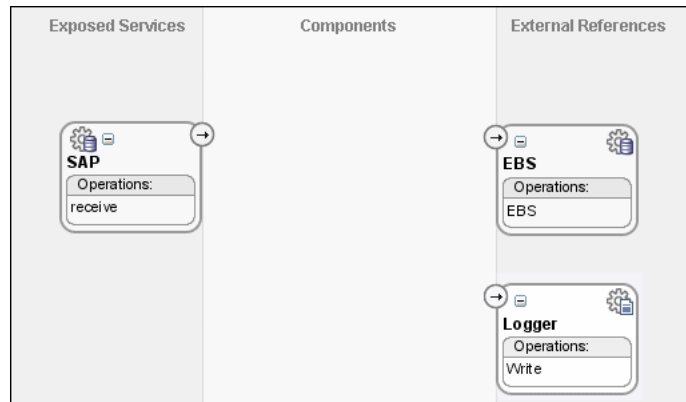 Exposed Services
Components
External References
SAP
Operations:
receive
EBS
Operations:
EBS
Logger
Operations:
Write